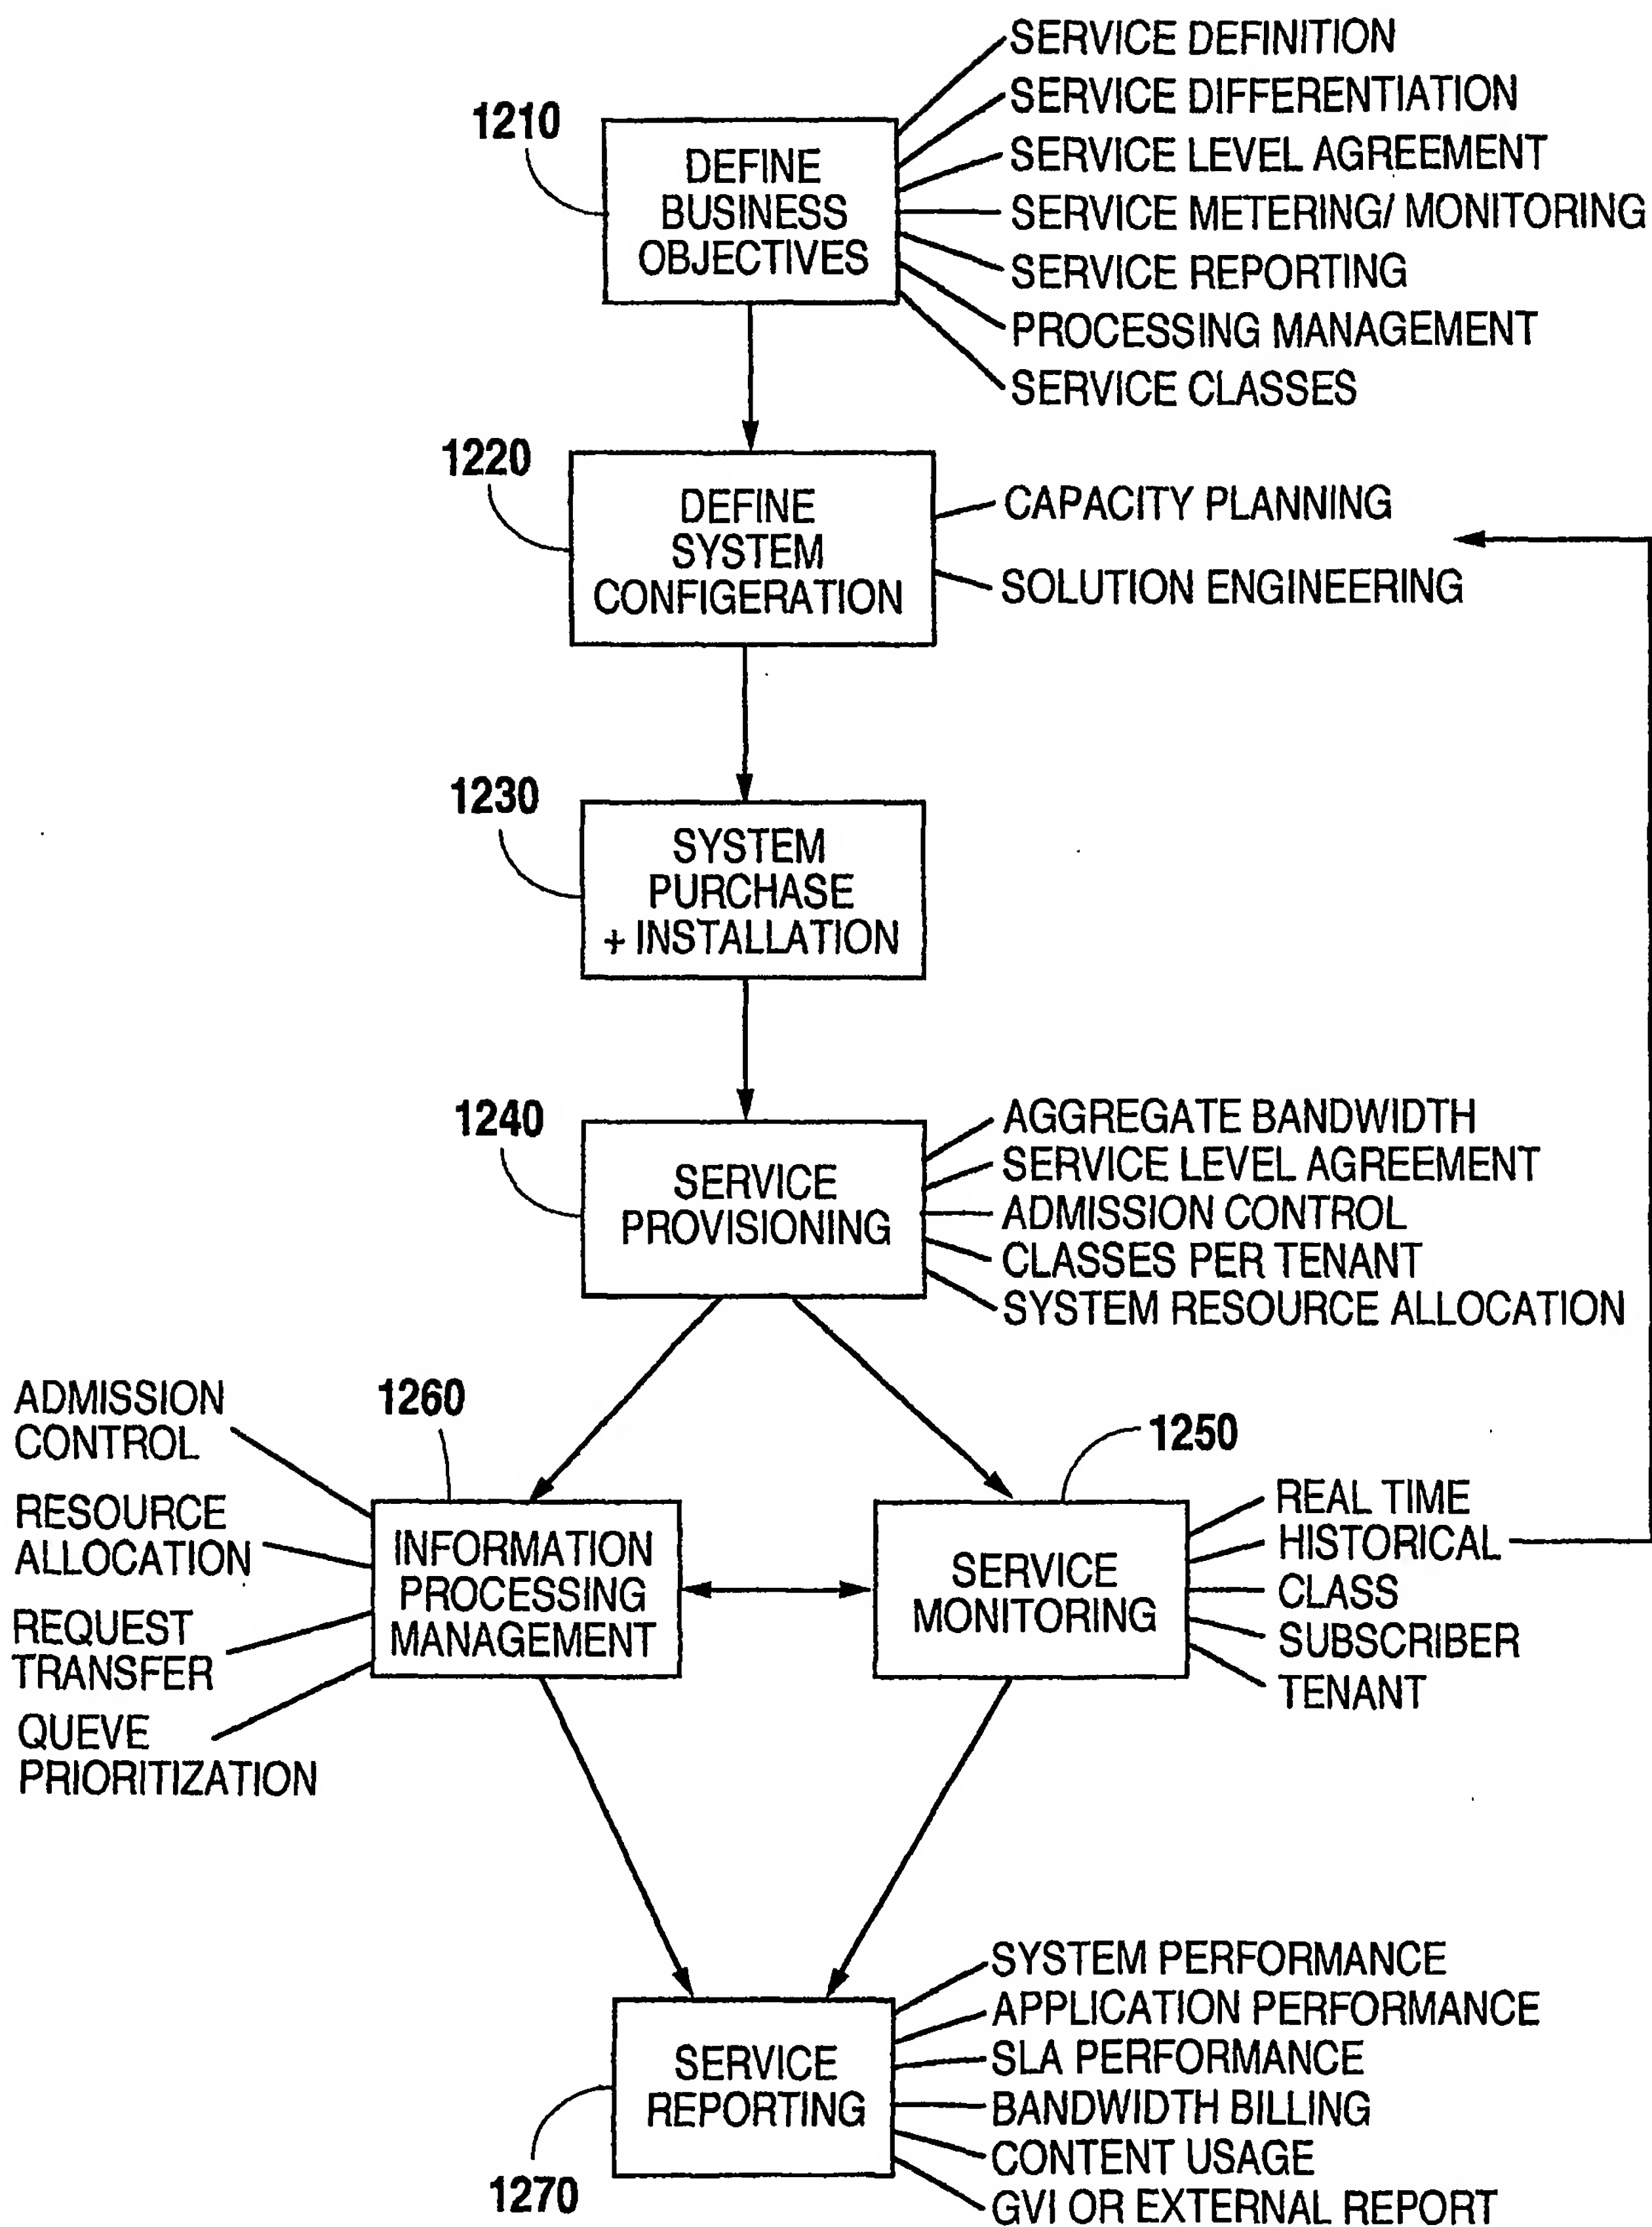 1210
DEFINE
BUSINESS
OBJECTIVES
SERVICE DEFINITION
SERVICE DIFFERENTIATION
SERVICE LEVEL AGREEMENT
SERVICE METERING/ MONITORING
SERVICE REPORTING
PROCESSING MANAGEMENT
SERVICE CLASSES
1220
DEFINE
SYSTEM
CONFIGERATION
CAPACITY PLANNING
SOLUTION ENGINEERING
1230
SYSTEM
PURCHASE
+ INSTALLATION
1240
SERVICE
PROVISIONING
AGGREGATE BANDWIDTH
SERVICE LEVEL AGREEMENT
ADMISSION CONTROL
CLASSES PER TENANT
SYSTEM RESOURCE ALLOCATION
ADMISSION
CONTROL
RESOURCE
ALLOCATION
REQUEST
TRANSFER
QUEVE
PRIORITIZATION
1260
INFORMATION
PROCESSING
MANAGEMENT
1250
SERVICE
MONITORING
REAL TIME
HISTORICAL
CLASS
SUBSCRIBER
TENANT
SERVICE
REPORTING
1270
SYSTEM PERFORMANCE
APPLICATION PERFORMANCE
SLA PERFORMANCE
BANDWIDTH BILLING
CONTENT USAGE
GVI OR EXTERNAL REPORT